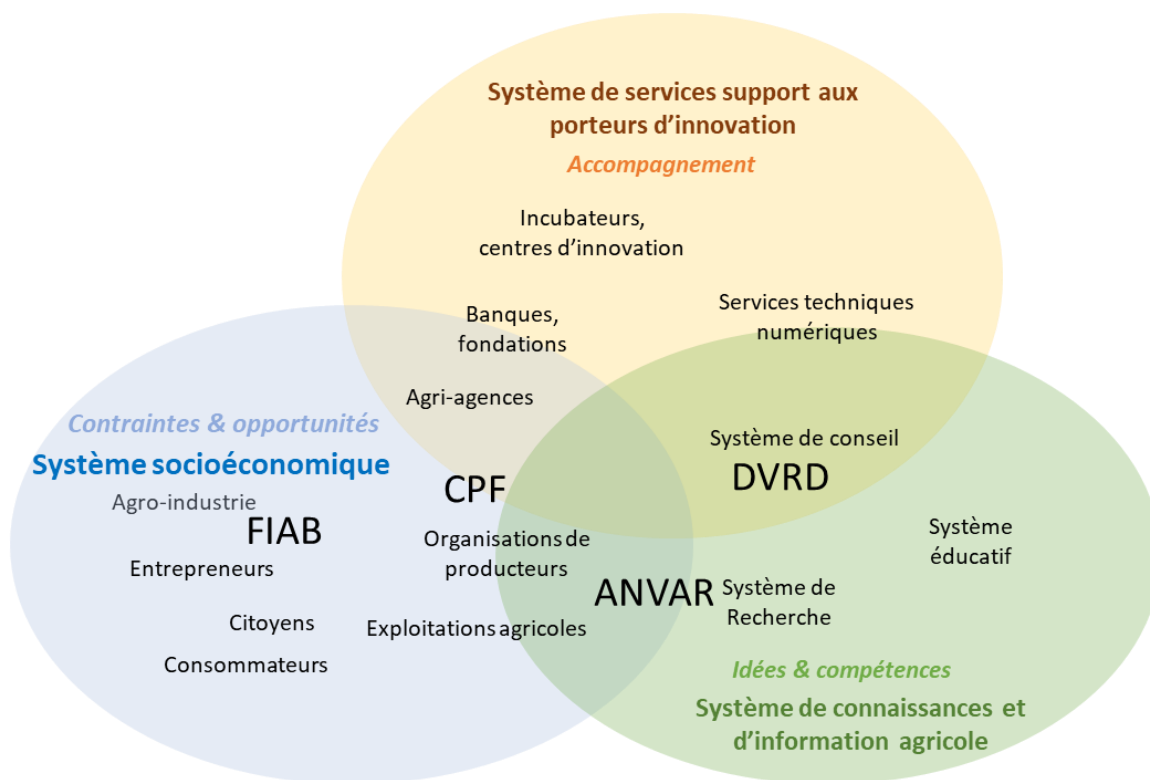 Système de services support aux
porteurs d’innovation
Accompagnement
Incubateurs,
centres d’innovation
Banques,
fondations
Services techniques
numériques
Agri-agences
Contraintes & opportunités
Système socioéconomique
Agro-industrie
FIAB
Entrepreneurs
Citoyens
Consommateurs
CPF
Organisations de
producteurs
Exploitations agricoles
Système de conseil
DVRD
Système
éducatif
ANVAR
Système de
Recherche
Idées & compétences
Système de connaissances et
d’information agricole